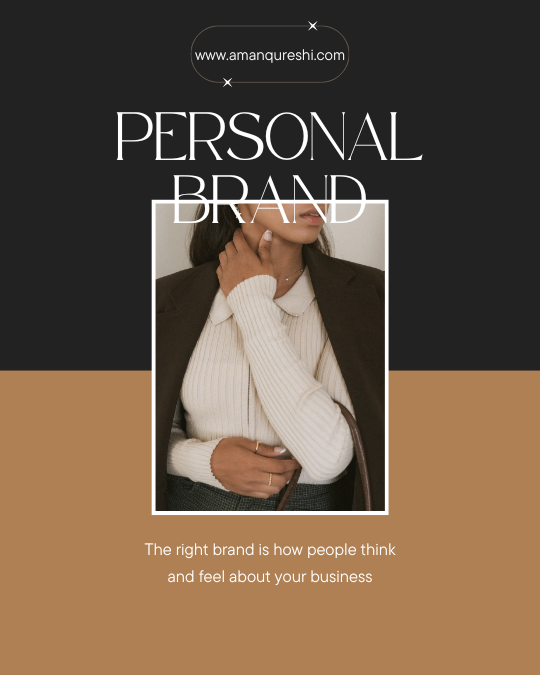 www.amanqureshi.com
PERSONAL
BRAND
The right brand is how people think
and feel about your business